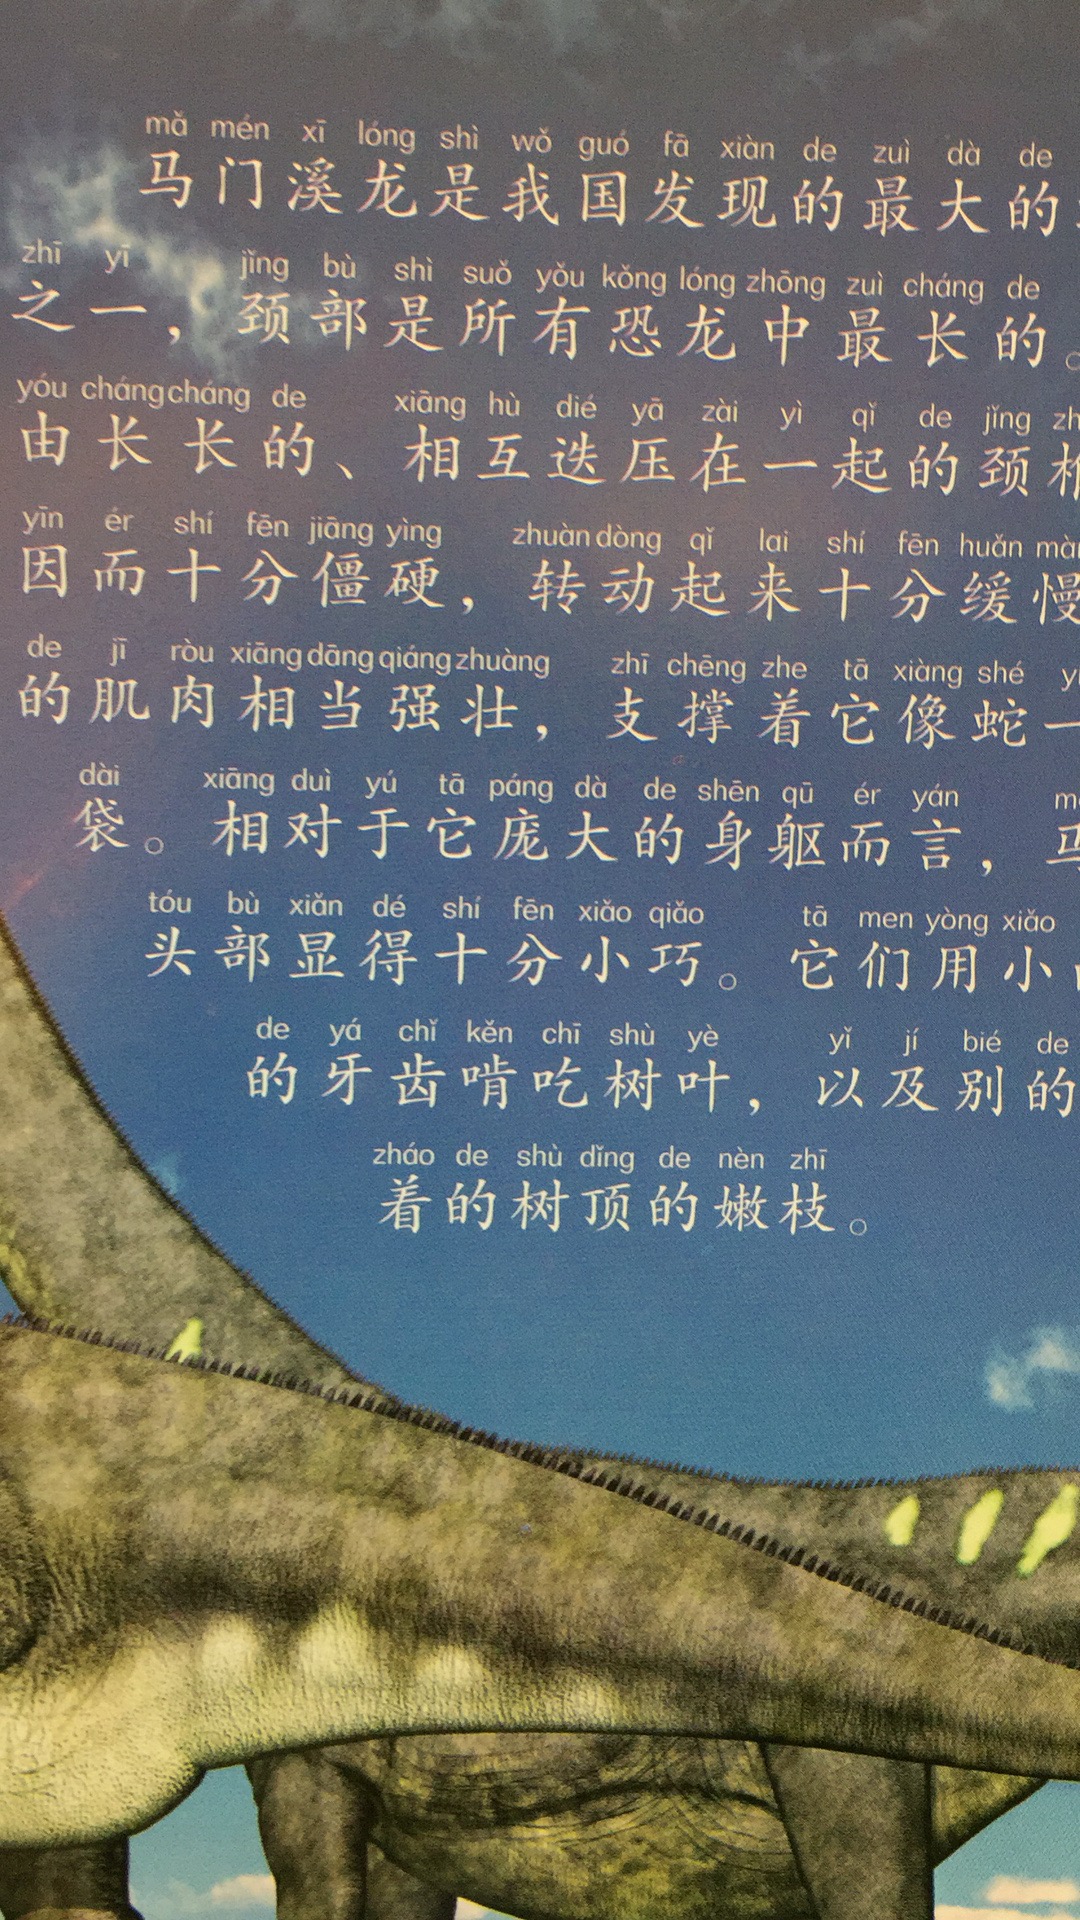 mǎ mén xī lóng shì wǒ guó fā xiàn de zuì dà de
马门溪龙是我国发现的最大的
zhī yī jǐng bù shì suǒ yǒu kǒng lóng zhōng zuì cháng de
之一，颈部是所有恐龙中最长的。
yóu cháng cháng de xiāng hù dié yā zài yì qǐ de jǐng
由长长的、相互迭压在一起的颈
yīn ér shí fēn jiāng yìng zhuàn dòng qǐ lai shí fēn huǎn
因而十分僵硬，转动起来十分缓慢
de jī ròu xiāng dāng qiáng zhuàng zhī chēng zhe tā xiàng shé
的肌肉相当强壮，支撑着它像蛇一
dài xiāng duì yú tā páng dà de shēn qū ér yán
袋。相对于它庞大的身躯而言，马
tóu bù xiǎn dé shí fēn xiǎo qiǎo tā men yòng xiǎo
头部显得十分小巧。它们用小
de yá chǐ kěn chī shù yè yǐ jí bié de
的牙齿啃吃树叶，以及别的
zháo de shù dǐng de nèn zhī
着的树顶的嫩枝。